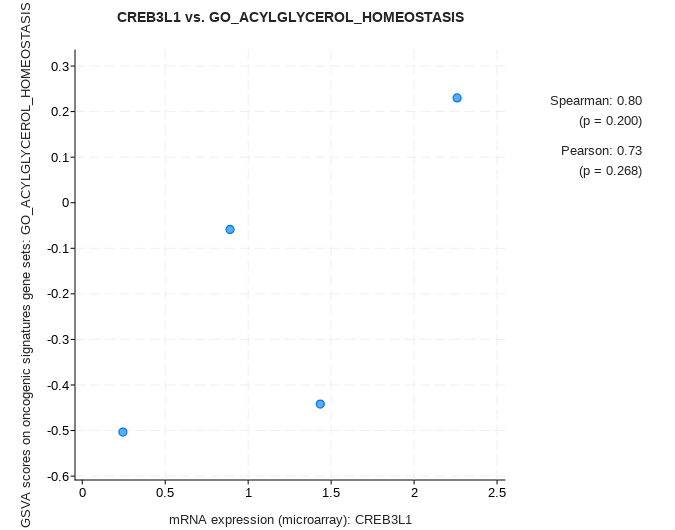 CREB3L1 vs. GO_ACYLGLYCEROL_HOMEOSTASIS
GSVA scores on oncogenic signatures gene sets: GO_ACYLGLYCEROL_HOMEOSTASIS
0.3
0.2
0.1
0
-0.1
-0.2
-0.3
-0.4
-0.5
-0.6
0
0.5
1
1.5
2
2.5
mRNA expression (microarray): CREB3L1
Spearman: 0.80
(p = 0.200)
Pearson: 0.73
(p = 0.268)